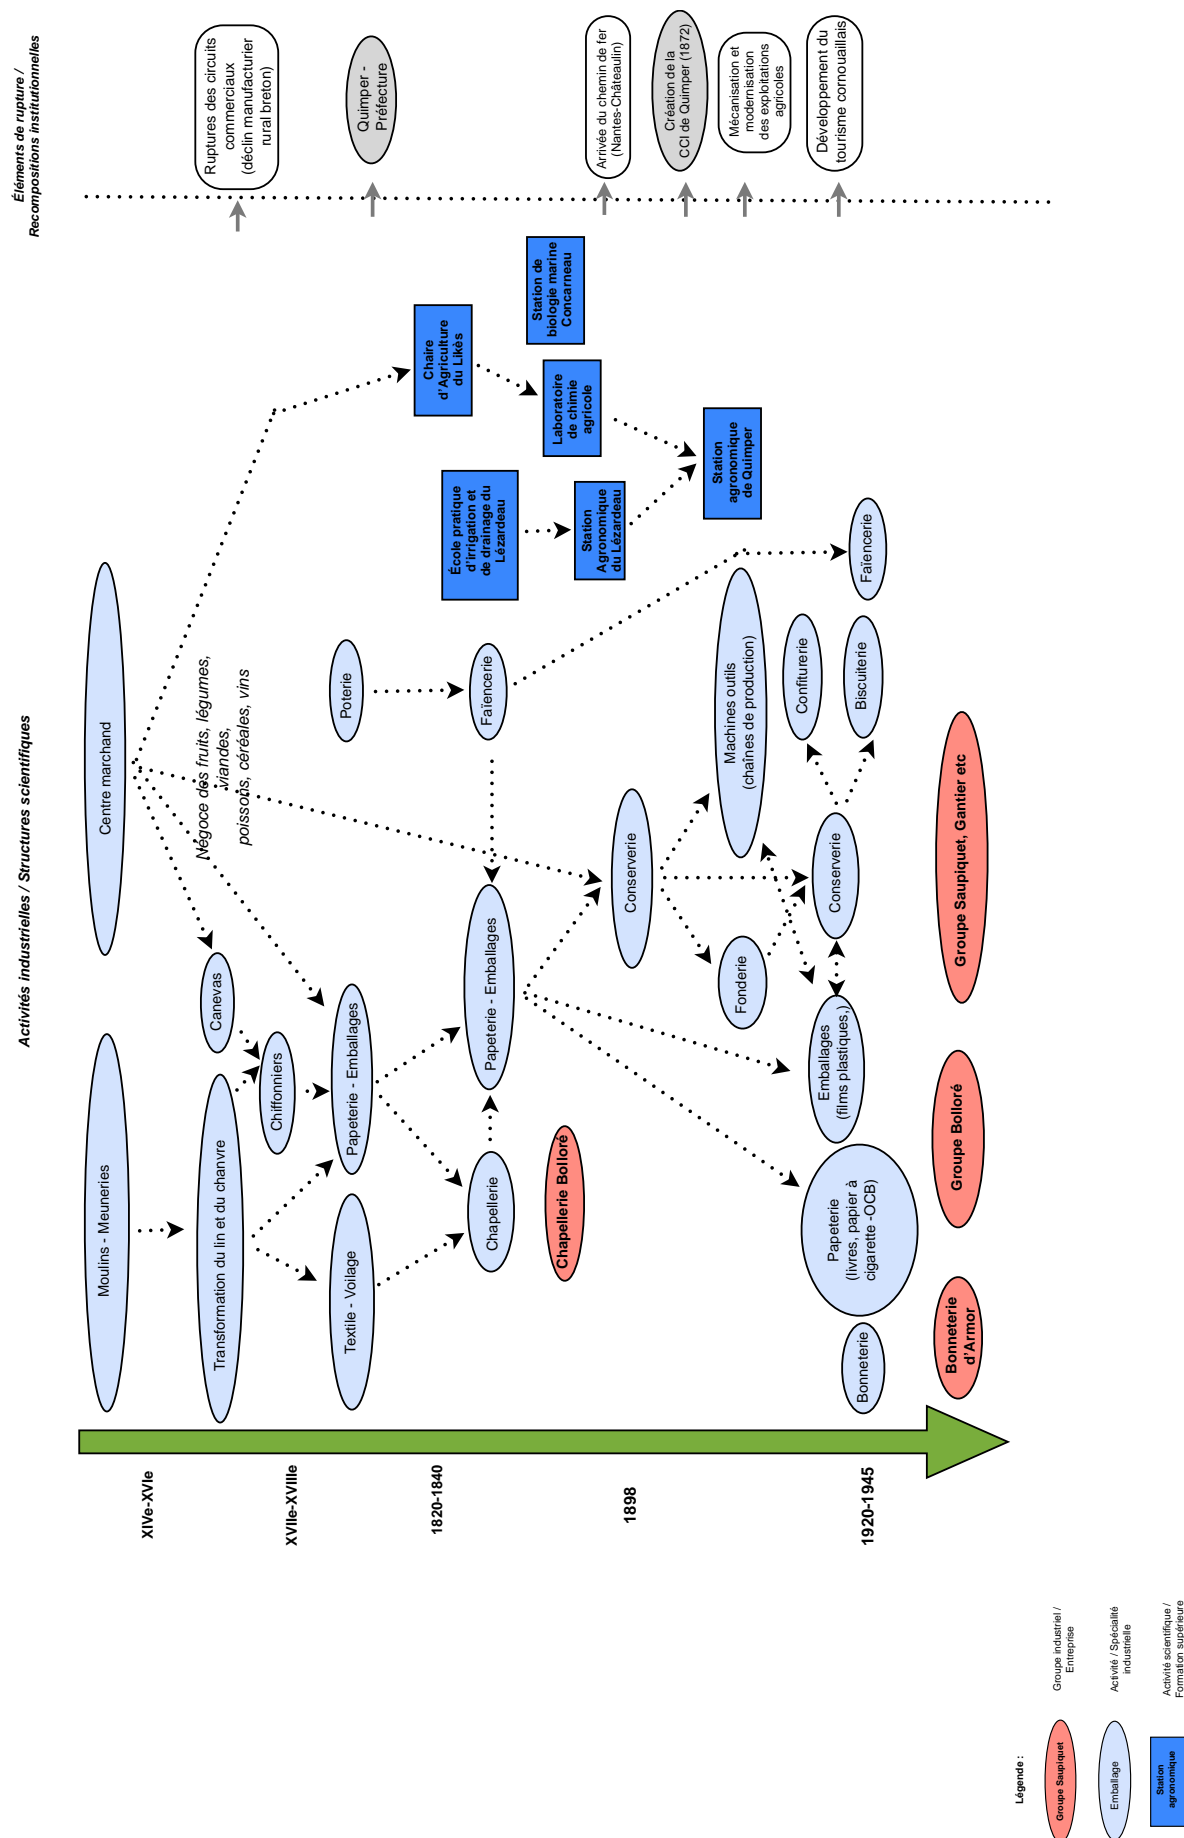 Éléments de rupture /
Recompositions institutionnelles
Ruptures des circuits
commerciaux
(déclin manufacturier
rural breton)
Quimper -
Préfecture
Arrivée du chemin de fer
(Nantes-Châteaulin)
Création de la
CCI de Quimper (1872)
Mécanisation et
modernisation
des exploitations
agricoles
Développement du
tourisme cornouaillais
Activités industrielles / Structures scientifiques
Centre marchand
Moulins - Meuneries
Négoce des fruits, légumes,
viandes,
poissons, céréales, vins
Canevas
Transformation du lin et du chanvre
Chiffonniers
Poterie
Papeterie - Emballages
Textile - Voilage
Chaire
d'Agriculture
du Likès
École pratique
d'irrigation et
de drainage du
Lézardeau
Faïencerie
Papeterie - Emballages
Chapellerie
Station de
biologie marine
Concarneau
Laboratoire
de chimie
agricole
Station
Agronomique
du Lézardeau
Chapellerie Bolloré
Conserverie
Station
agronomique
de Quimper
Machines outils
(chaînes de production)
Fonderie
Confiturerie
Faïencerie
Biscuiterie
Conserverie
Emballages
(films plastiques,)
Papeterie
(livres, papier à
cigarette -OCB)
Bonneterie
Groupe Saupiquet, Gantier etc
Groupe Bolloré
Bonneterie
d'Armor
XIVe-XVIe
XVIIe-XVIIIe
1820-1840
1898
1920-1945
Légende :
Groupe Saupiquet
Groupe industriel /
Entreprise
Emballage
Activité / Spécialité
industrielle
Station
agronomique
Activité scientifique /
Formation supérieure